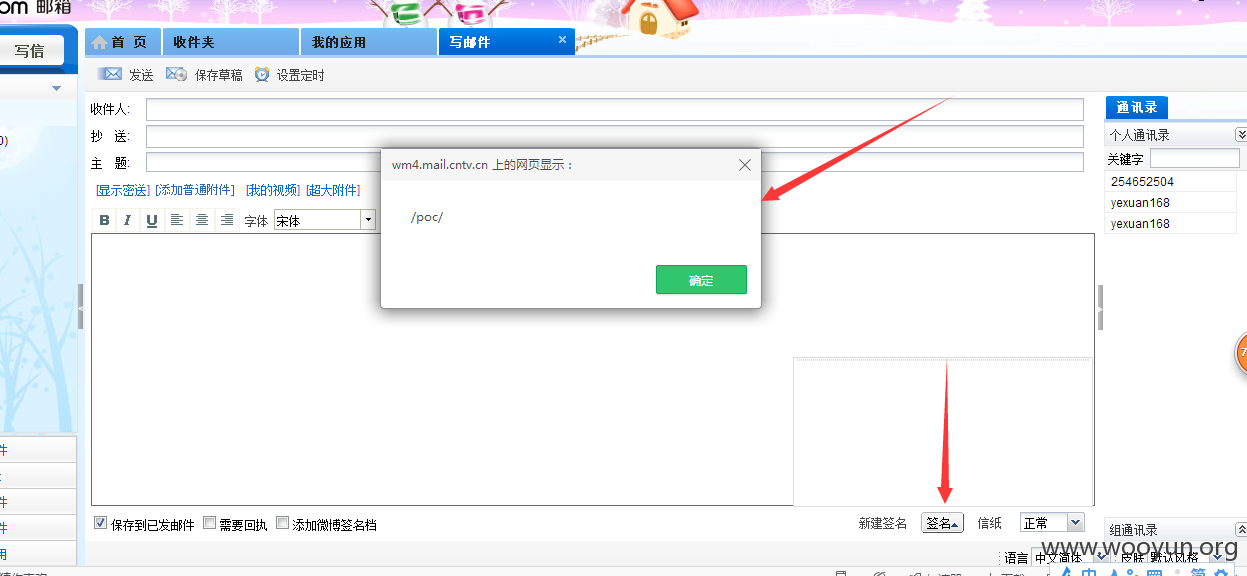 om 邮箱
写信
首 页
收件夹
我的应用
写邮件
发送
保存草稿
设置定时
收件人:
抄 送:
主 题:
[显示密送] [添加普通附件] [我的视频] [超大附件]
B I U 字体 宋体
wm4.mail.cntv.cn 上的网页显示：
/poc/
确定
通讯录
个人通讯录
关键字
254652504
yexuan168
yexuan168
0)
件
件
件
用
保存到已发邮件
需要回执
添加微博签名档
新建签名
签名
信纸
正常
组通讯录
语言 中文简体
皮肤 默认风格
www.wooyun.org